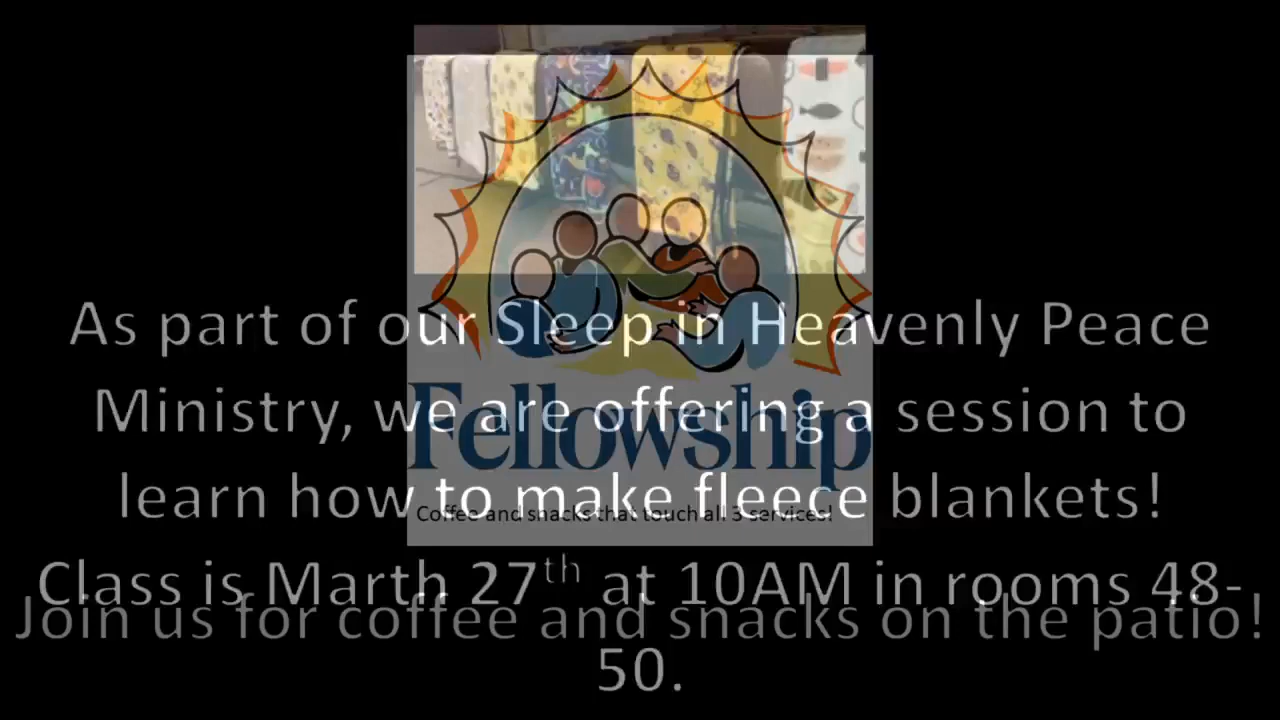 As part of our Sleep in Heavenly Peace
Ministry, we are offering a session to
learn how to make fleece blankets!
Class is Marth 27th at 10AM in rooms 48-
50.
Fellowship
Coffee and snacks that touch all 3 services!
Join us for coffee and snacks on the patio!